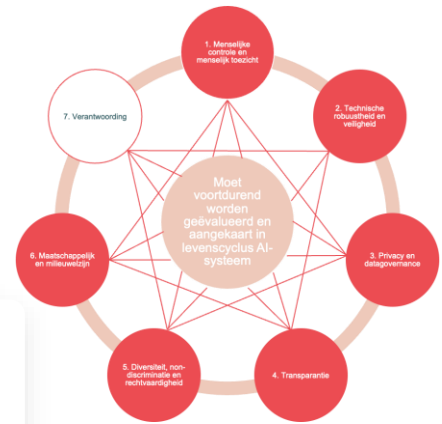 1. Menselijke
controle en
menselijk toezicht
2. Technische
robuustheid en
veiligheid
3. Privacy en
datagovernance
4. Transparantie
5. Diversiteit, non-
discriminatie en
rechtvaardigheid
6. Maatschappelijk
en milieuwelzijn
7. Verantwoording
Moet
voortdurend
worden
geëvalueerd en
aangekaart in
levenscyclus AI-
systeem